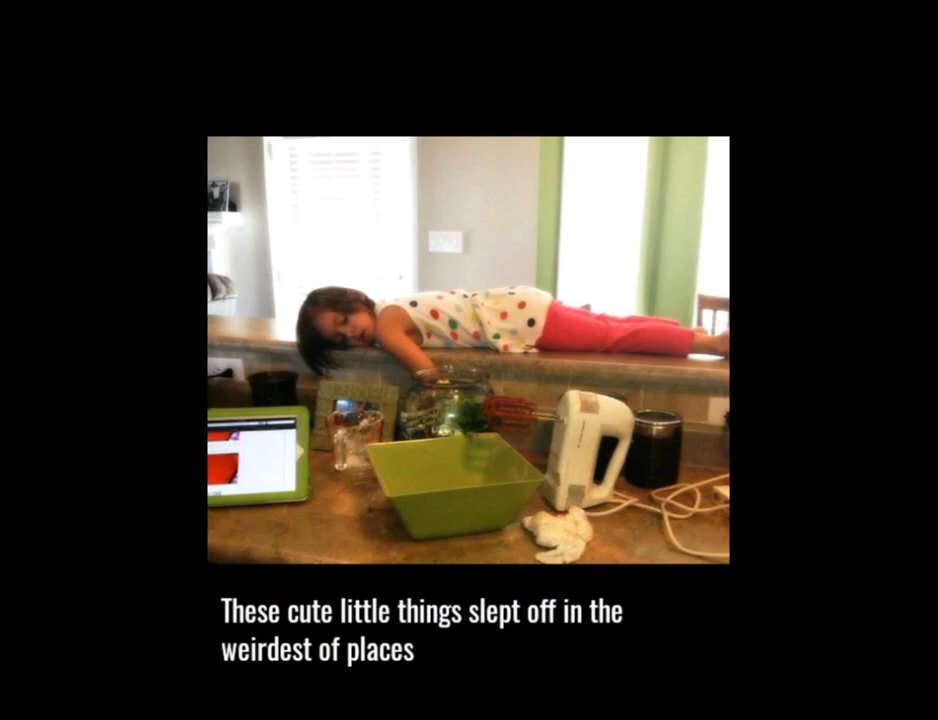 These cute little things slept off in the
weirdest of places